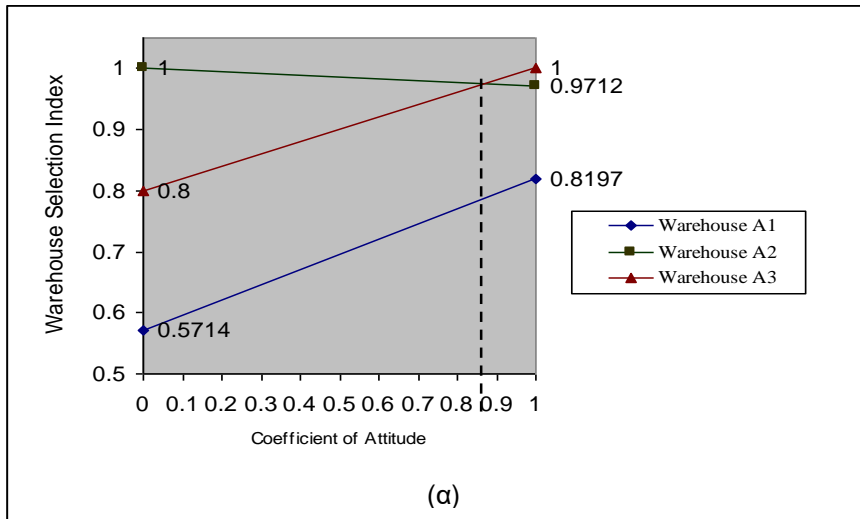 Warehouse Selection Index
1
0.9
0.8
0.7
0.6
0.5
1
0.8
0.5714
1
0.9712
0.8197
0 0.1 0.2 0.3 0.4 0.5 0.6 0.7 0.8 0.9 1
Coefficient of Attitude
Warehouse A1
Warehouse A2
Warehouse A3
(α)